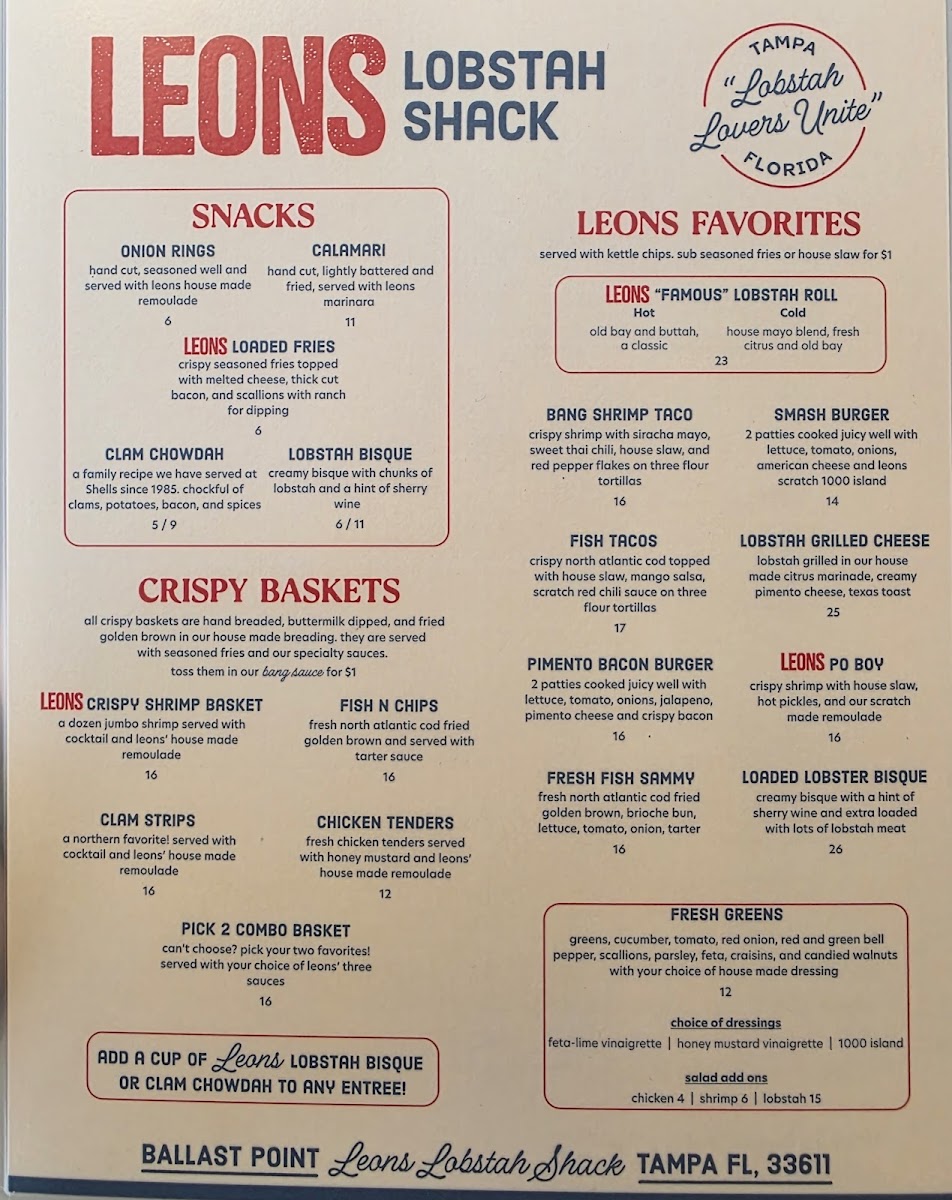 LEONS LOBSTAH
SHACK
TAMPA
"Lobstah
Lovers Unite"
FLORIDA
SNACKS
ONION RINGS
hand cut, seasoned well and
served with leons house made
remoulade
6
CALAMARI
hand cut, lightly battered and
fried, served with leons
marinara
11
LEONS LOADED FRIES
crispy seasoned fries topped
with melted cheese, thick cut
bacon, and scallions with ranch
for dipping
6
CLAM CHOWDAH
a family recipe we have served at
Shells since 1985. chockful of
clams, potatoes, bacon, and spices
5 / 9
LOBSTAH BISQUE
creamy bisque with chunks of
lobstah and a hint of sherry
wine
6 / 11
CRISPY BASKETS
all crispy baskets are hand breaded, buttermilk dipped, and fried
golden brown in our house made breading. they are served
with seasoned fries and our specialty sauces.
toss them in our bang sauce for $1
LEONS CRISPY SHRIMP BASKET
a dozen jumbo shrimp served with
cocktail and leons' house made
remoulade
16
FISH N CHIPS
fresh north atlantic cod fried
golden brown and served with
tarter sauce
16
CLAM STRIPS
a northern favorite! served with
cocktail and leons' house made
remoulade
16
CHICKEN TENDERS
fresh chicken tenders served
with honey mustard and leons'
house made remoulade
12
PICK 2 COMBO BASKET
can't choose? pick your two favorites!
served with your choice of leons' three
sauces
16
ADD A CUP OF Leons LOBSTAH BISQUE
OR CLAM CHOWDAH TO ANY ENTREE!
LEONS FAVORITES
served with kettle chips. sub seasoned fries or house slaw for $1
LEONS "FAMOUS" LOBSTAH ROLL
Hot
old bay and buttah,
a classic
Cold
house mayo blend, fresh
citrus and old bay
23
BANG SHRIMP TACO
crispy shrimp with siracha mayo,
sweet thai chili, house slaw, and
red pepper flakes on three flour
tortillas
16
SMASH BURGER
2 patties cooked juicy well with
lettuce, tomato, onions,
american cheese and leons
scratch 1000 island
14
FISH TACOS
crispy north atlantic cod topped
with house slaw, mango salsa,
scratch red chili sauce on three
flour tortillas
17
LOBSTAH GRILLED CHEESE
lobstah grilled in our house
made citrus marinade, creamy
pimento cheese, texas toast
25
PIMENTO BACON BURGER
2 patties cooked juicy well with
lettuce, tomato, onions, jalapeno,
pimento cheese and crispy bacon
16
LEONS PO BOY
crispy shrimp with house slaw,
hot pickles, and our scratch
made remoulade
16
FRESH FISH SAMMY
fresh north atlantic cod fried
golden brown, brioche bun,
lettuce, tomato, onion, tarter
16
LOADED LOBSTER BISQUE
creamy bisque with a hint of
sherry wine and extra loaded
with lots of lobstah meat
26
FRESH GREENS
greens, cucumber, tomato, red onion, red and green bell
pepper, scallions, parsley, feta, craisins, and candied walnuts
with your choice of house made dressing
12
choice of dressings
feta-lime vinaigrette | honey mustard vinaigrette | 1000 island
salad add ons
chicken 4 | shrimp 6 | lobstah 15
BALLAST POINT Leons Lobstah Shack TAMPA FL, 33611